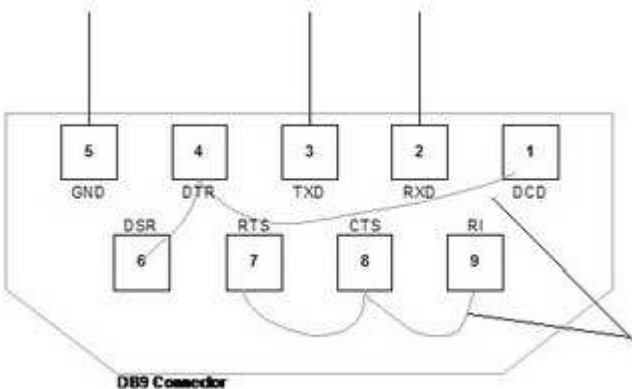 5 4 3 2 1
GND DTR TXD RXD DCD
DSR RTS CTS RI
6 7 8 9
DB9 Connector